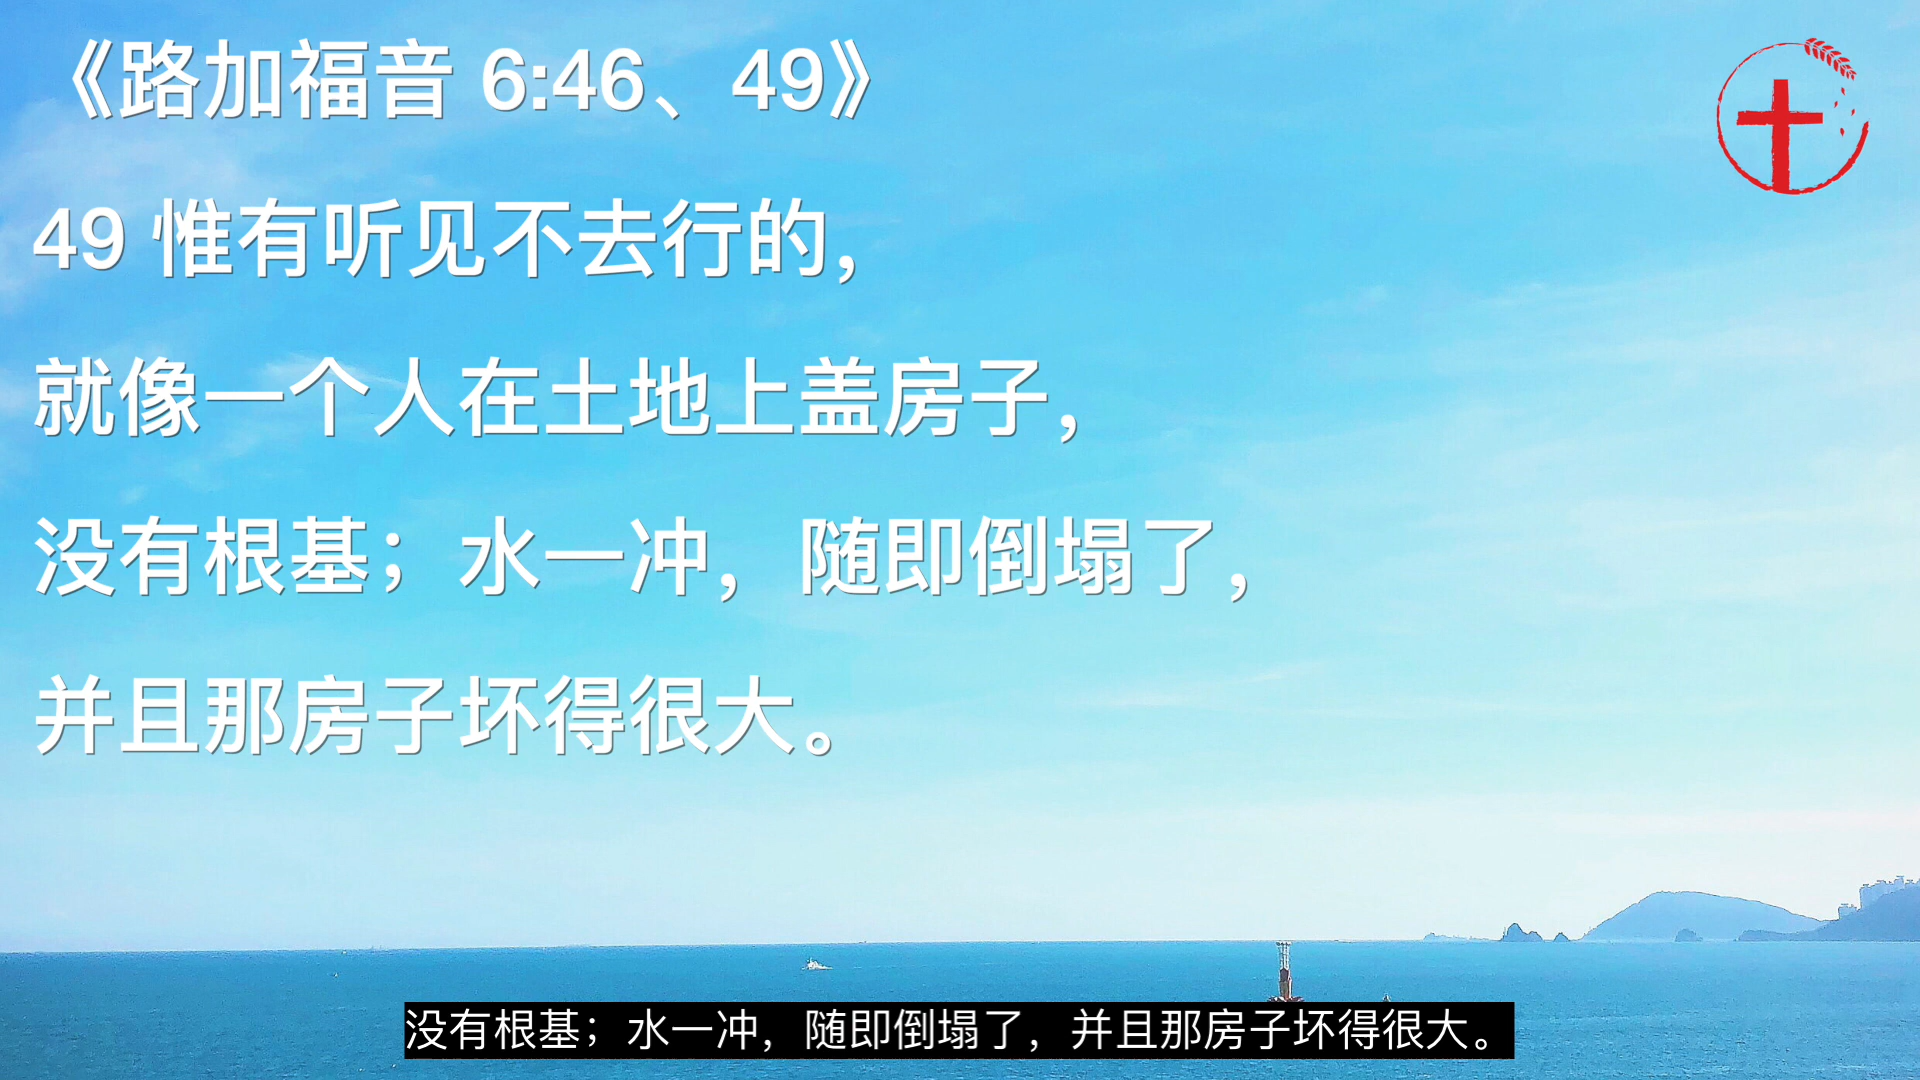 《路加福音 6:46、49》
49 惟有听见不去行的，
就像一个人在土地上盖房子，
没有根基；水一冲，随即倒塌了，
并且那房子坏得很大。
没有根基；水一冲，随即倒塌了，并且那房子坏得很大。